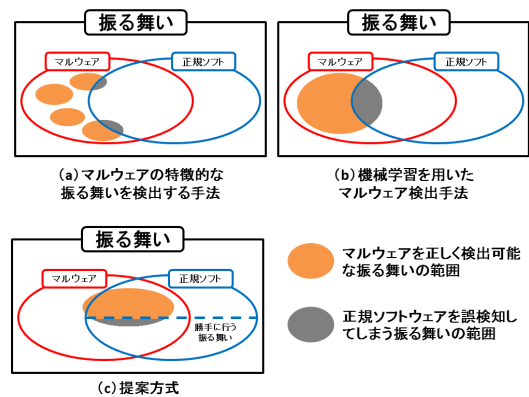 振る舞い
マルウェア
正規ソフト
(a)マルウェアの特徴的な
振る舞いを検出する手法
振る舞い
マルウェア
正規ソフト
(b)機械学習を用いた
マルウェア検出手法
振る舞い
マルウェア
正規ソフト
勝手に行う
振る舞い
(c)提案方式
マルウェアを正しく検出可能
な振る舞いの範囲
正規ソフトウェアを誤検知し
てしまう振る舞いの範囲